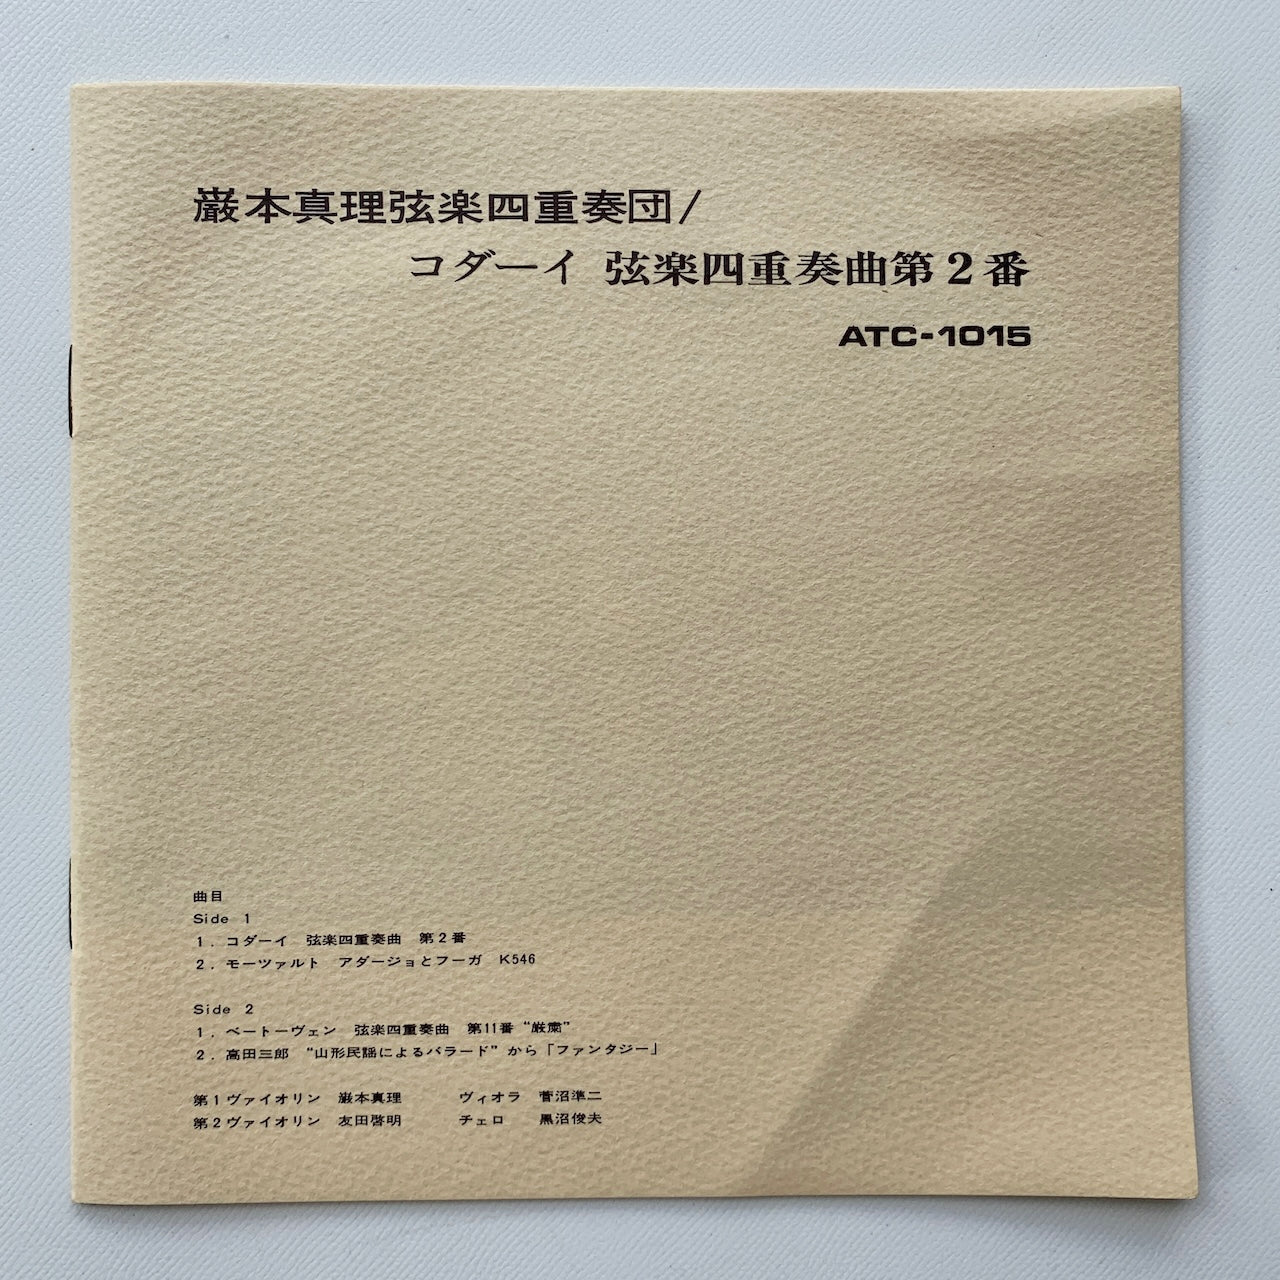 巌本真理弦楽四重奏団/
コダーイ 弦楽四重奏曲第2番
ATC-1015
曲目
Side 1
1. コダーイ 弦楽四重奏曲 第2番
2. モーツァルト アダージョとフーガ K546
Side 2
1. ベートーヴェン 弦楽四重奏曲 第11番“厳粛”
2. 高田三郎 “山形民謡によるバラード”から「ファンタジー」
第1ヴァイオリン 巌本真理 ヴィオラ 菅沼準二
第2ヴァイオリン 友田啓明 チェロ 黒沼俊夫